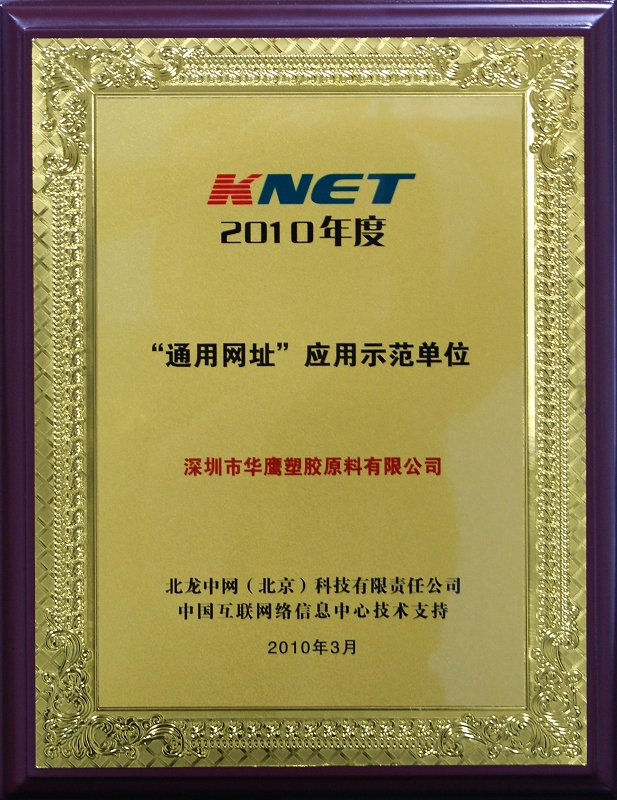 KNET
2010年度
“通用网址”应用示范单位
深圳市华鹰塑胶原料有限公司
北龙中网（北京）科技有限责任公司
中国互联网络信息中心技术支持
2010年3月